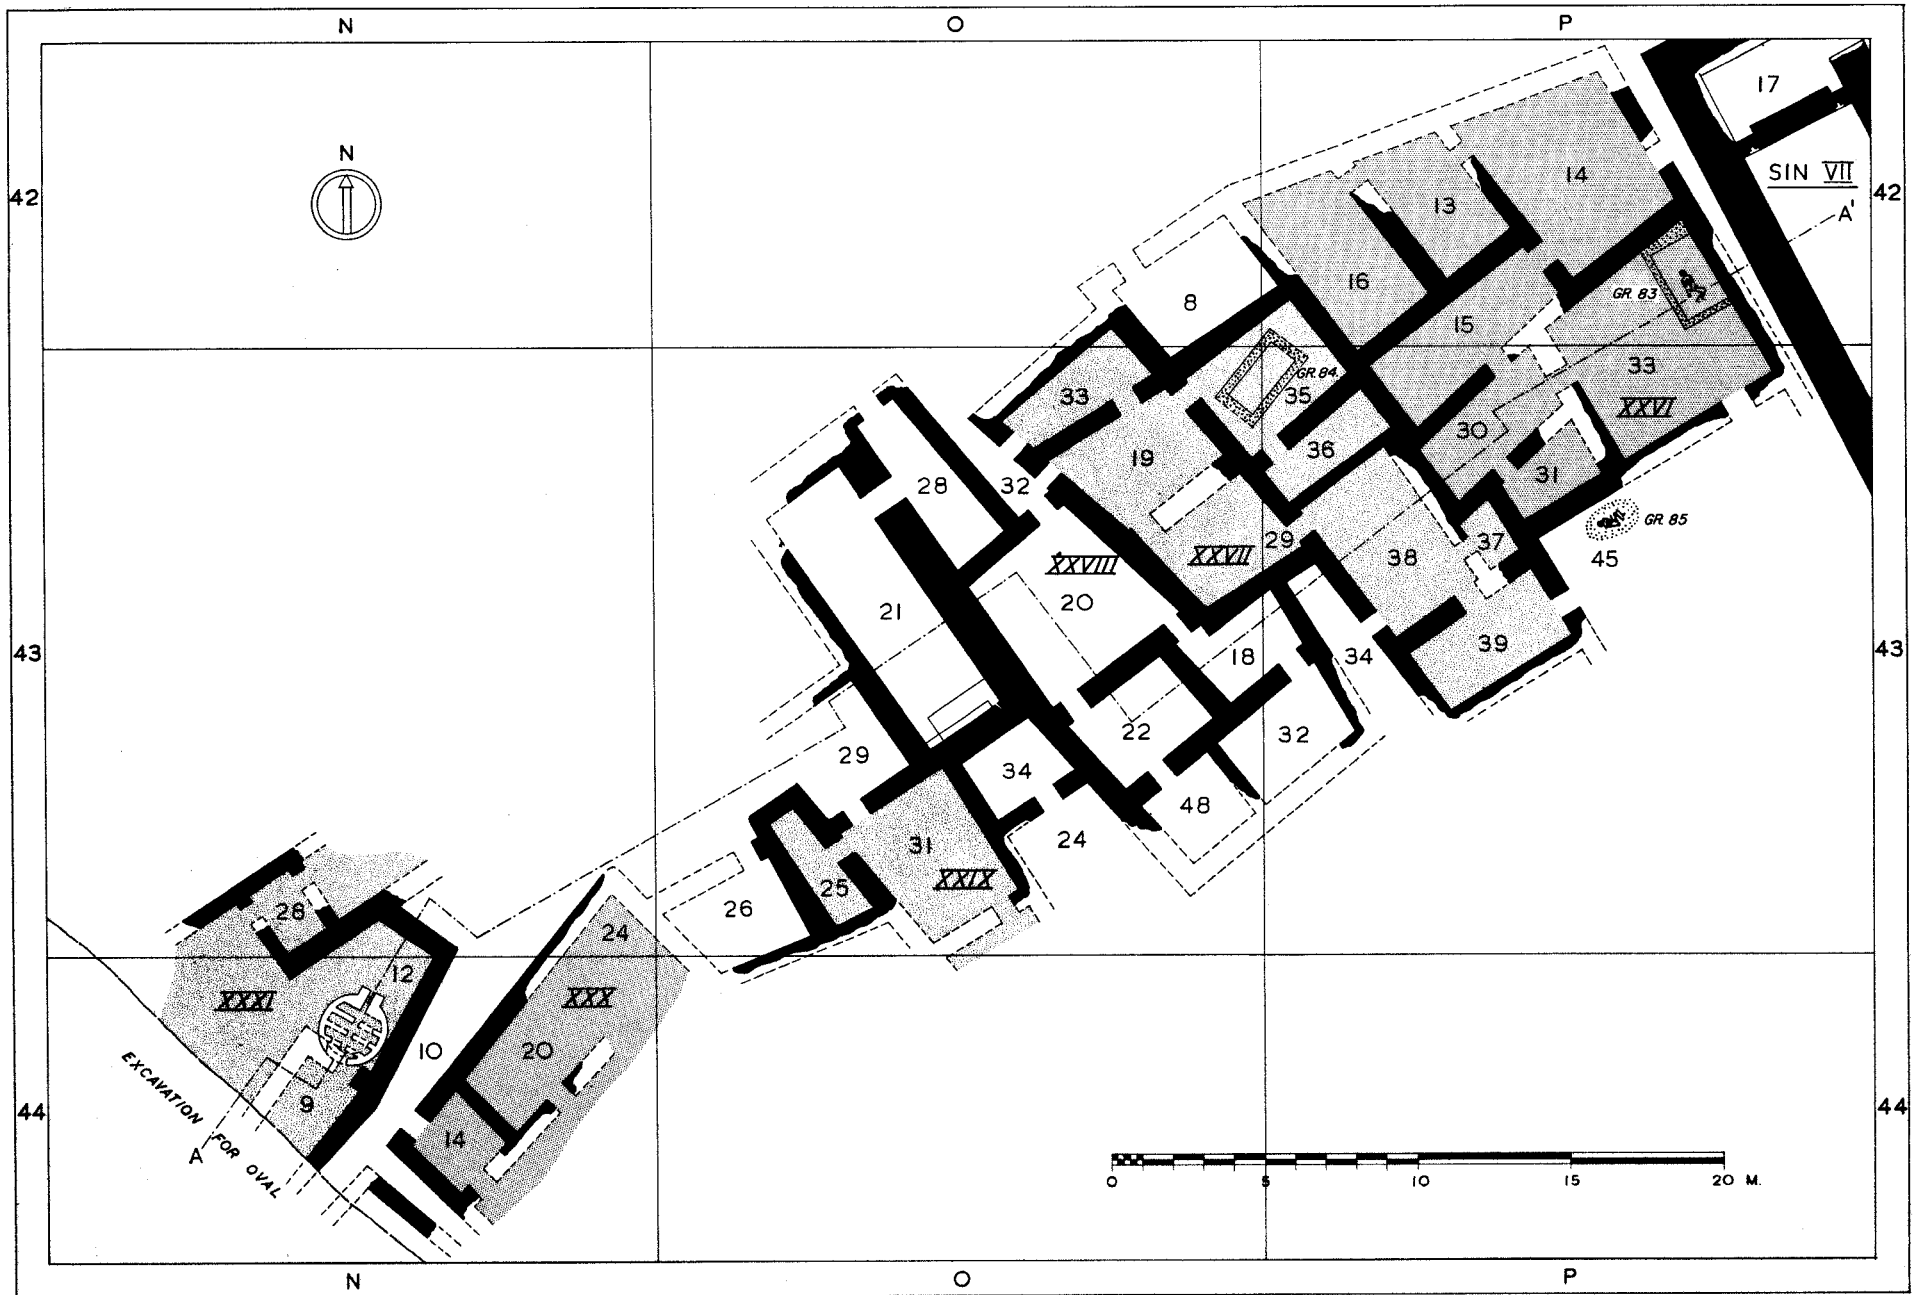 N O P
N
17
SIN VII
A'
42 42
14
13
16
8
GR. 83
15
33
XXVI
GR. 84.
35
33
30
36
19
31
28
32
GR. 85
45
37
XXVII
29
38
XXVIII
20
21
39
18
34
43 43
22
32
29
34
48
24
31
XXIX
25
26
28
24
12
XXXI
XXX
10
20
9
14
44 44
A
EXCAVATION FOR OVAL
0 5 10 15 20 M.
N O P